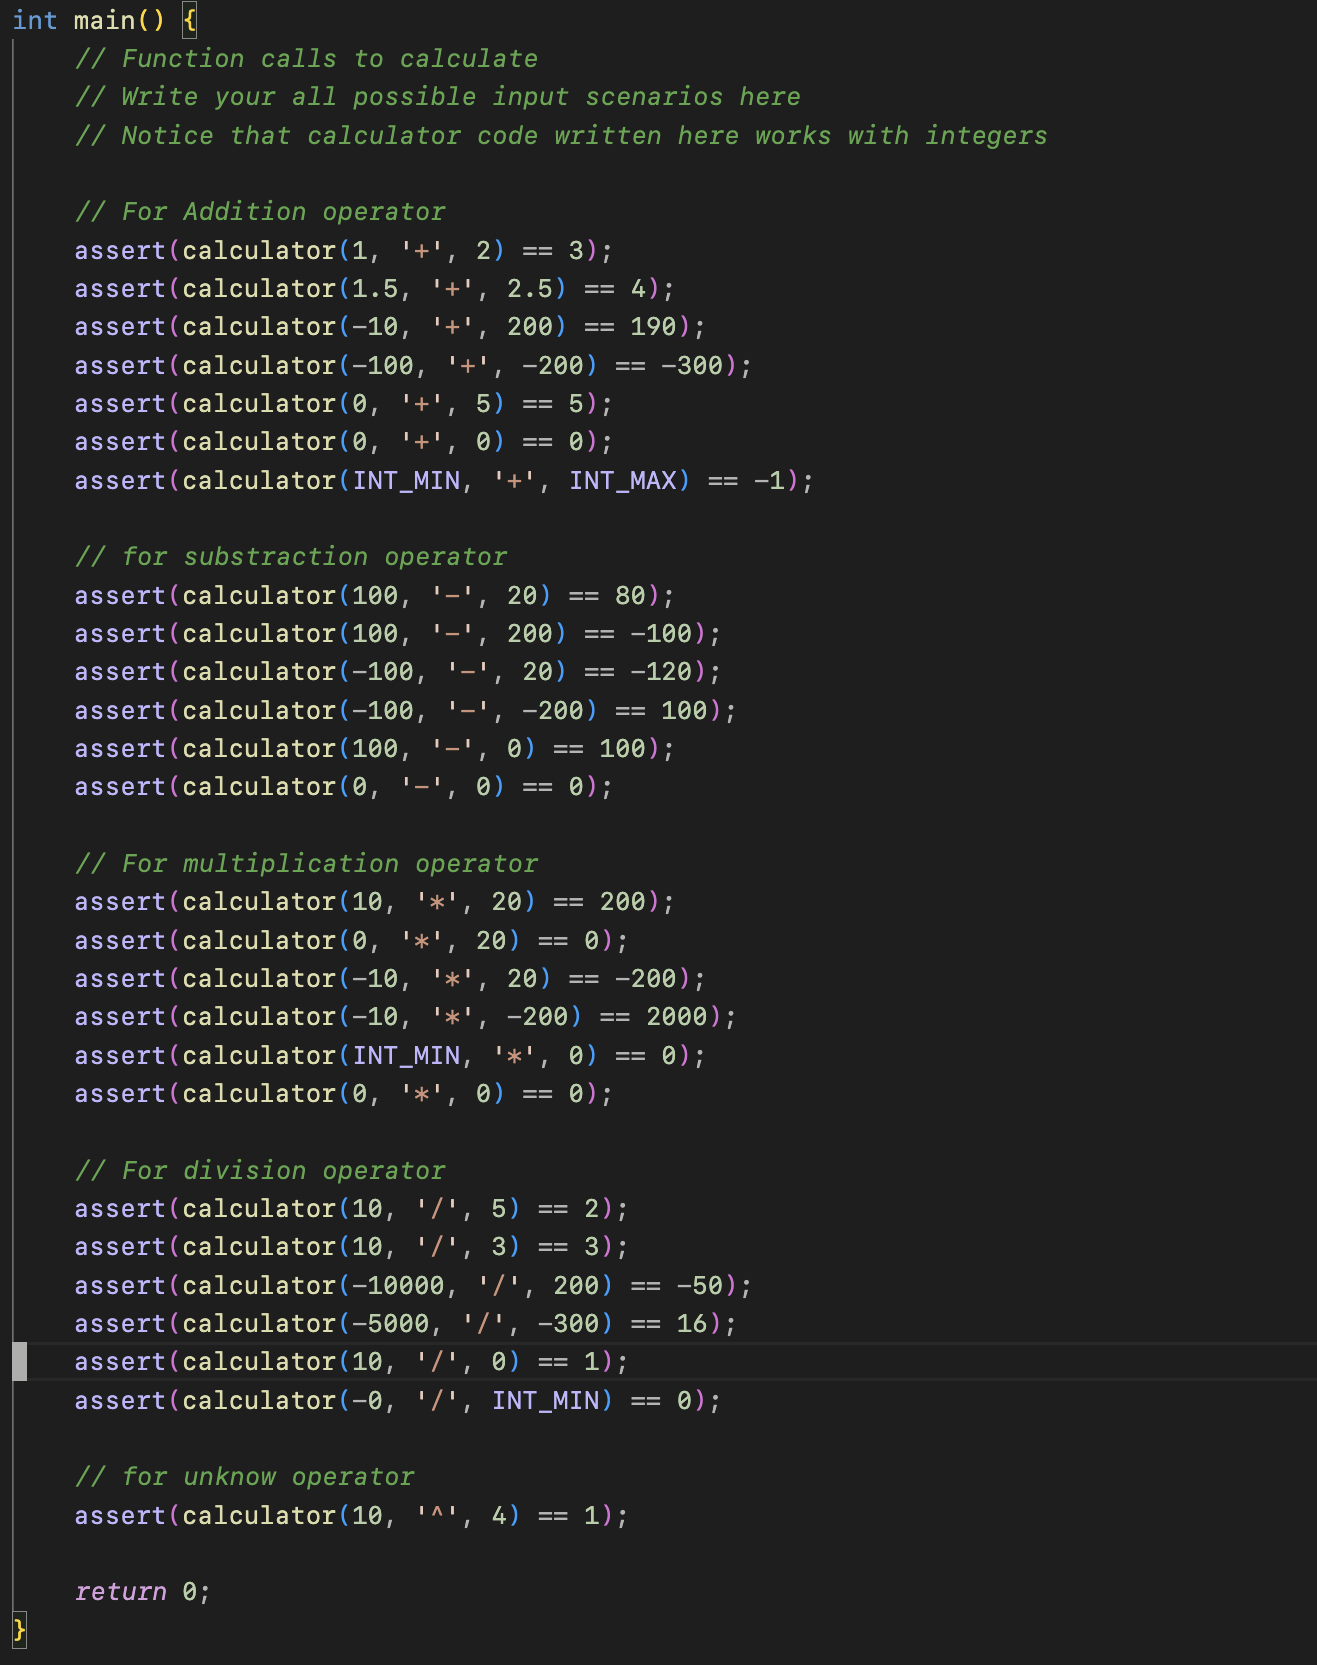 int main() {
// Function calls to calculate
// Write your all possible input scenarios here
// Notice that calculator code written here works with integers
// For Addition operator
assert(calculator(1, '+', 2) == 3);
assert(calculator(1.5, '+', 2.5) == 4);
assert(calculator(-10, '+', 200) == 190);
assert(calculator(-100, '+', -200) == -300);
assert(calculator(0, '+', 5) == 5);
assert(calculator(0, '+', 0) == 0);
assert(calculator(INT_MIN, '+', INT_MAX) == -1);
// for substraction operator
assert(calculator(100, '-', 20) == 80);
assert(calculator(100, '-', 200) == -100);
assert(calculator(-100, '-', 20) == -120);
assert(calculator(-100, '-', -200) == 100);
assert(calculator(100, '-', 0) == 100);
assert(calculator(0, '-', 0) == 0);
// For multiplication operator
assert(calculator(10, '*', 20) == 200);
assert(calculator(0, '*', 20) == 0);
assert(calculator(-10, '*', 20) == -200);
assert(calculator(-10, '*', -200) == 2000);
assert(calculator(INT_MIN, '*', 0) == 0);
assert(calculator(0, '*', 0) == 0);
// For division operator
assert(calculator(10, '/', 5) == 2);
assert(calculator(10, '/', 3) == 3);
assert(calculator(-10000, '/', 200) == -50);
assert(calculator(-5000, '/', -300) == 16);
assert(calculator(10, '/', 0) == 1);
assert(calculator(-0, '/', INT_MIN) == 0);
// for unknow operator
assert(calculator(10, '^', 4) == 1);
return 0;
}